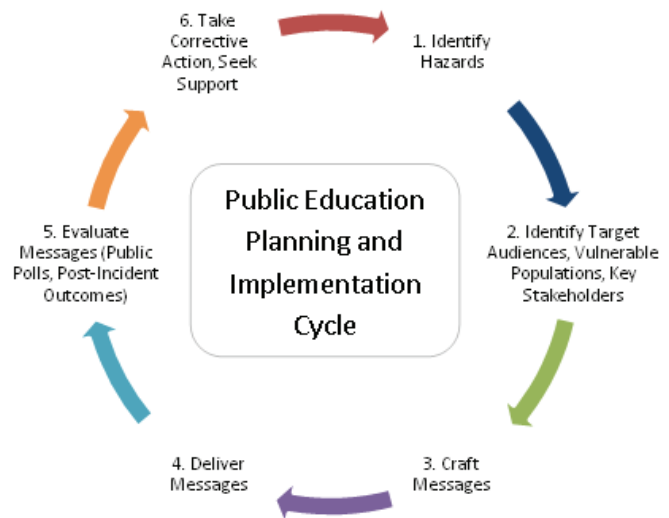 6. Take
Corrective
Action, Seek
Support
1. Identify
Hazards
Public Education
Planning and
Implementation
Cycle
2. Identify Target
Audiences, Vulnerable
Populations, Key
Stakeholders
3. Craft
Messages
4. Deliver
Messages
5. Evaluate
Messages (Public
Polls, Post-Incident
Outcomes)